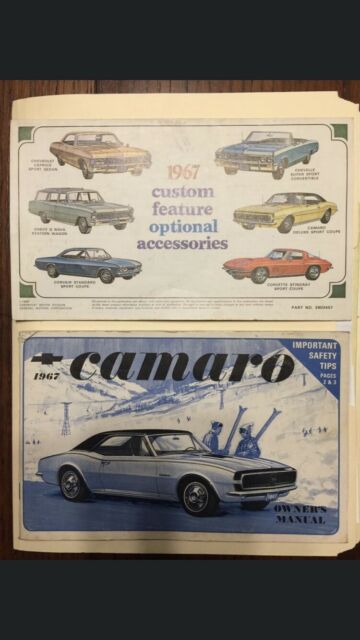 CHEVROLET
CAPRICE
SPORT SEDAN
1967
custom
feature
optional
accessories
CHEVELLE
SUPER SPORT
CONVERTIBLE
CHEVY II NOVA
STATION WAGON
CAMARO
DELUXE SPORT COUPE
CORVAIR STANDARD
SPORT COUPE
CORVETTE STINGRAY
SPORT COUPE
CHEVROLET MOTOR DIVISION
GENERAL MOTORS CORPORATION
PART NO.
camaro
1967
IMPORTANT
SAFETY
TIPS
PAGES
2 & 3
OWNER'S
MANUAL